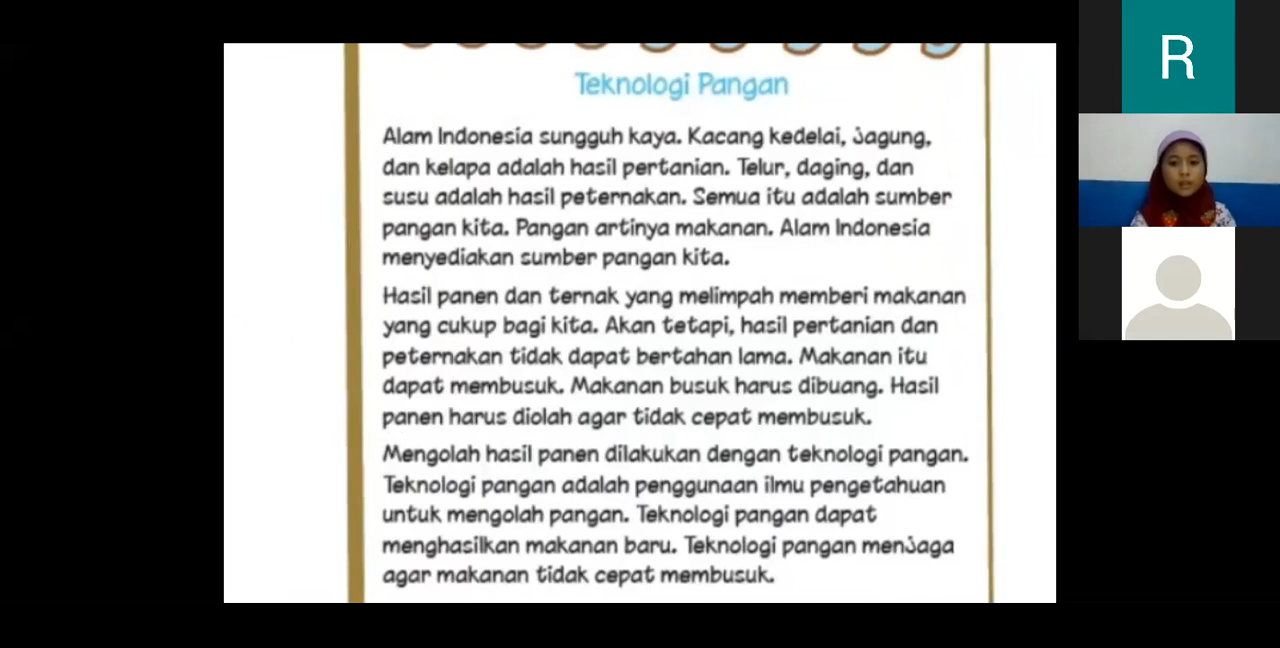 Teknologi Pangan
Alam Indonesia sungguh kaya. Kacang kedelai, jagung,
dan kelapa adalah hasil pertanian. Telur, daging, dan
susu adalah hasil peternakan. Semua itu adalah sumber
pangan kita. Pangan artinya makanan. Alam Indonesia
menyediakan sumber pangan kita.
Hasil panen dan ternak yang melimpah memberi makanan
yang cukup bagi kita. Akan tetapi, hasil pertanian dan
peternakan tidak dapat bertahan lama. Makanan itu
dapat membusuk. Makanan busuk harus dibuang. Hasil
panen harus diolah agar tidak cepat membusuk.
Mengolah hasil panen dilakukan dengan teknologi pangan.
Teknologi pangan adalah penggunaan ilmu pengetahuan
untuk mengolah pangan. Teknologi pangan dapat
menghasilkan makanan baru. Teknologi pangan menjaga
agar makanan tidak cepat membusuk.
R